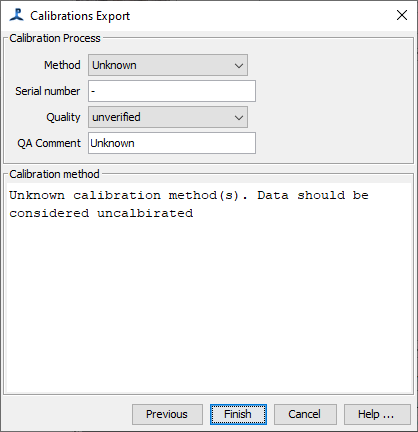 Calibrations Export
Calibration Process
Method Unknown
Serial number -
Quality unverified
QA Comment Unknown
Calibration method
Unknown calibration method(s). Data should be
considered uncalbirated
Previous Finish Cancel Help ...